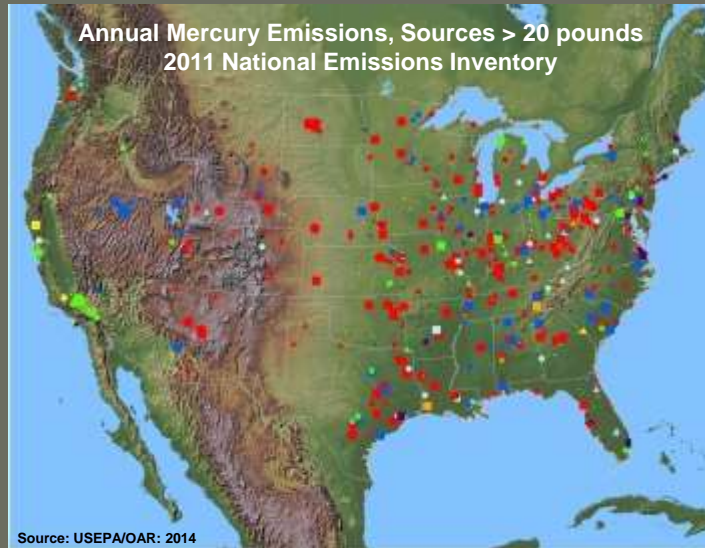 Annual Mercury Emissions, Sources > 20 pounds
2011 National Emissions Inventory
Source: USEPA/OAR: 2014